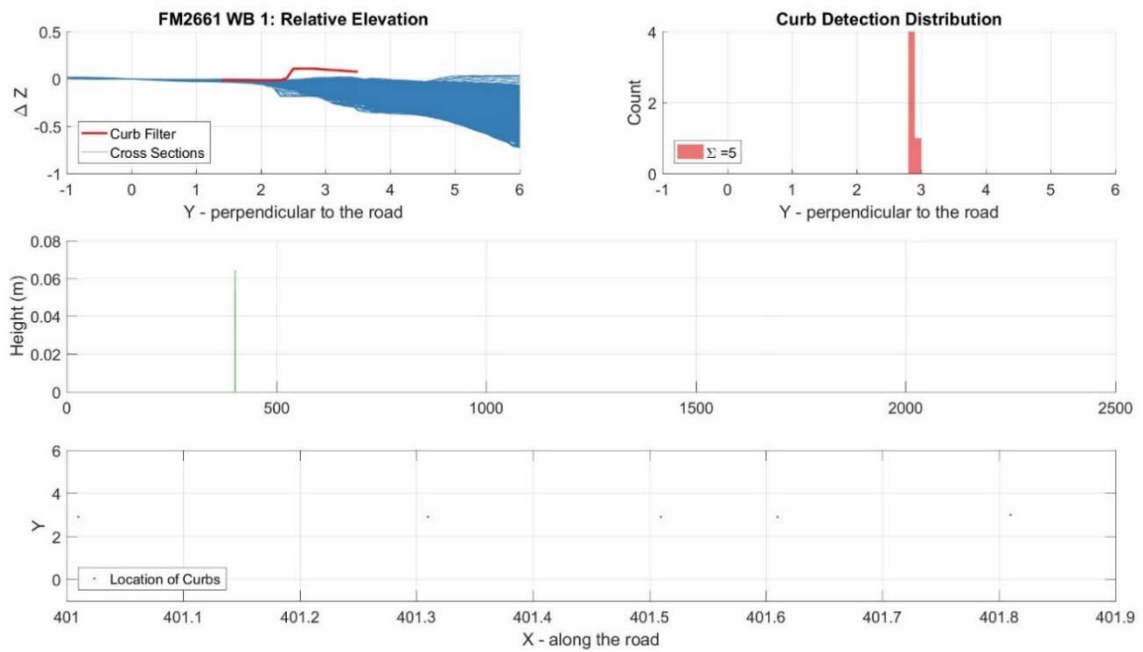 FM2661 WB 1: Relative Elevation
0.5
0
-0.5
-1
Δ Z
Curb Filter
Cross Sections
-1 0 1 2 3 4 5 6
Y - perpendicular to the road
Curb Detection Distribution
4
2
0
Count
Σ =5
-1 0 1 2 3 4 5 6
Y - perpendicular to the road
0.08
0.06
0.04
0.02
0
Height (m)
0 500 1000 1500 2000 2500
6
4
2
0
Y
Location of Curbs
401 401.1 401.2 401.3 401.4 401.5 401.6 401.7 401.8 401.9
X - along the road